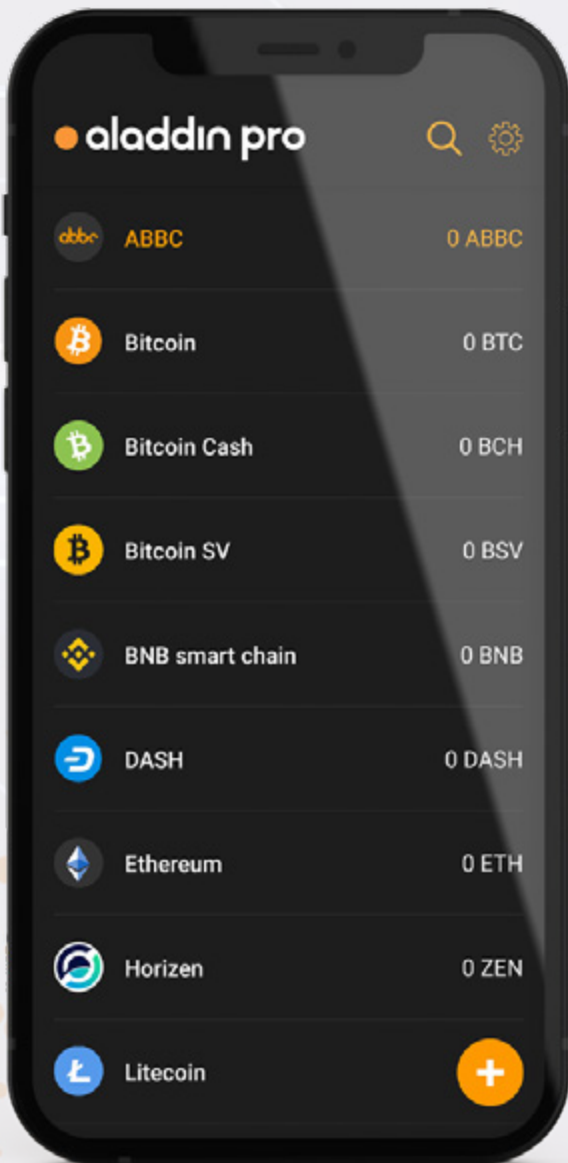 aladdin pro
abbc ABBC 0 ABBC
Bitcoin 0 BTC
Bitcoin Cash 0 BCH
Bitcoin SV 0 BSV
BNB smart chain 0 BNB
DASH 0 DASH
Ethereum 0 ETH
Horizen 0 ZEN
Litecoin